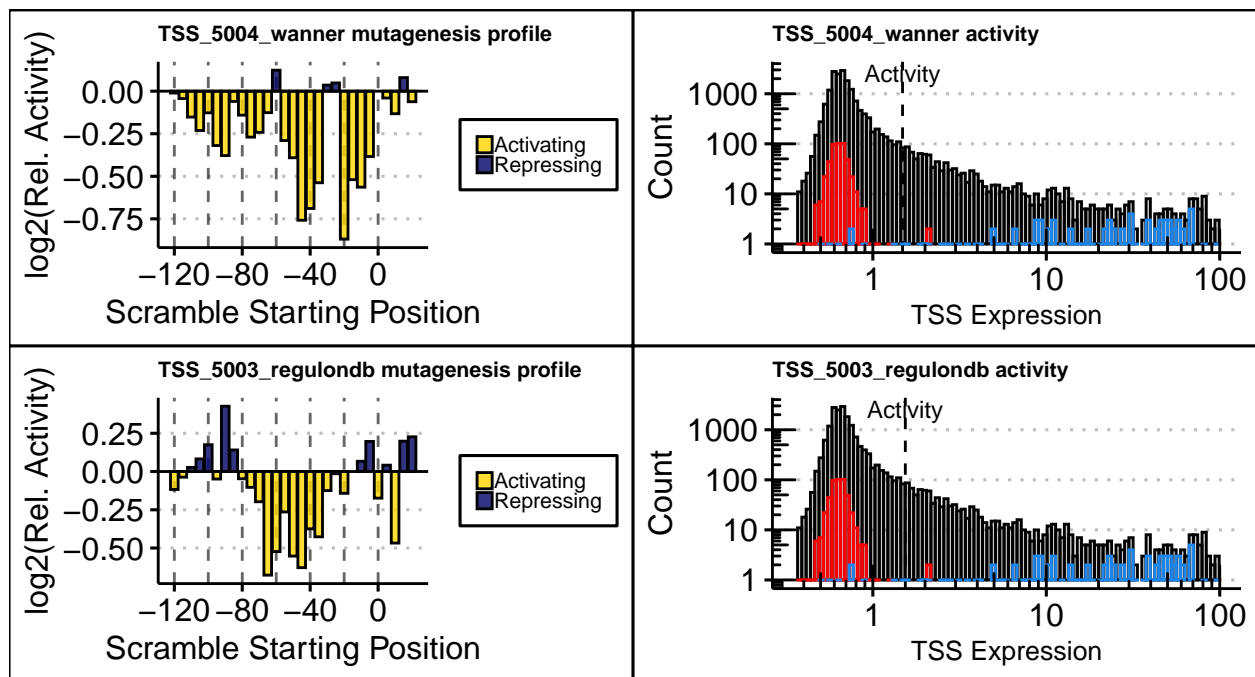 TSS_5004_wanner mutagenesis profile
log2(Rel. Activity)
0.00
−0.25
−0.50
−0.75
−120
−80
−40
0
Scramble Starting Position
Activating
Repressing
TSS_5004_wanner activity
Activity
Count
1000
100
10
1
1
10
100
TSS Expression
TSS_5003_regulondb mutagenesis profile
log2(Rel. Activity)
0.25
0.00
−0.25
−0.50
−120
−80
−40
0
Scramble Starting Position
Activating
Repressing
TSS_5003_regulondb activity
Activity
Count
1000
100
10
1
1
10
100
TSS Expression